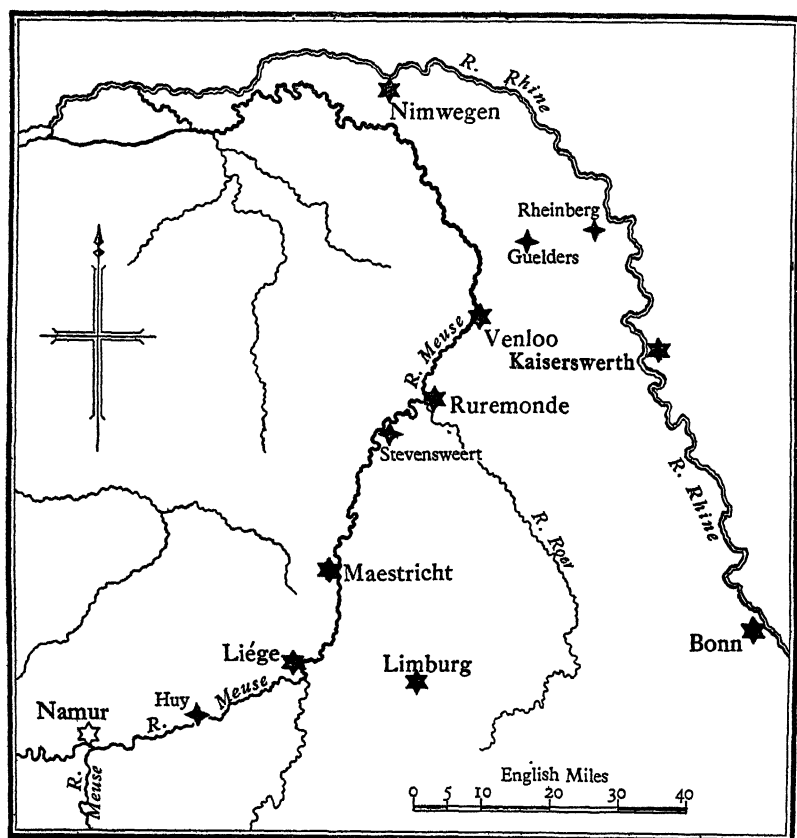 R. Rhine
Nimwegen
Rheinberg
Guelders
R. Meuse
Venloo
Kaiserswerth
Ruremonde
Stevensweert
R. Rhine
R. Roer
Maestricht
Bonn
Liége
Limburg
Huy
R. Meuse
Namur
R. Meuse
English Miles
0 5 10 20 30 40